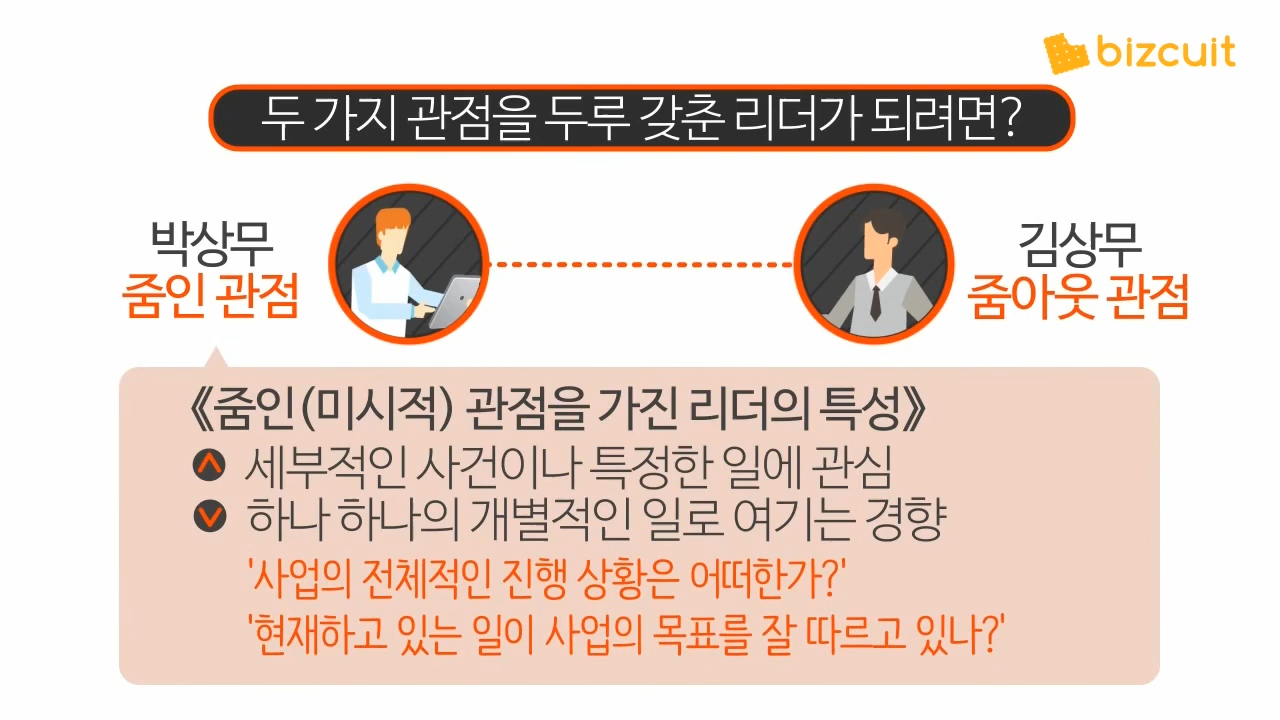 bizcuit
두 가지 관점을 두루 갖춘 리더가 되려면?
박상무
줌인 관점
김상무
줌아웃 관점
《줌인(미시적) 관점을 가진 리더의 특성》
세부적인 사건이나 특정한 일에 관심
하나 하나의 개별적인 일로 여기는 경향
'사업의 전체적인 진행 상황은 어떠한가?'
'현재하고 있는 일이 사업의 목표를 잘 따르고 있나?'